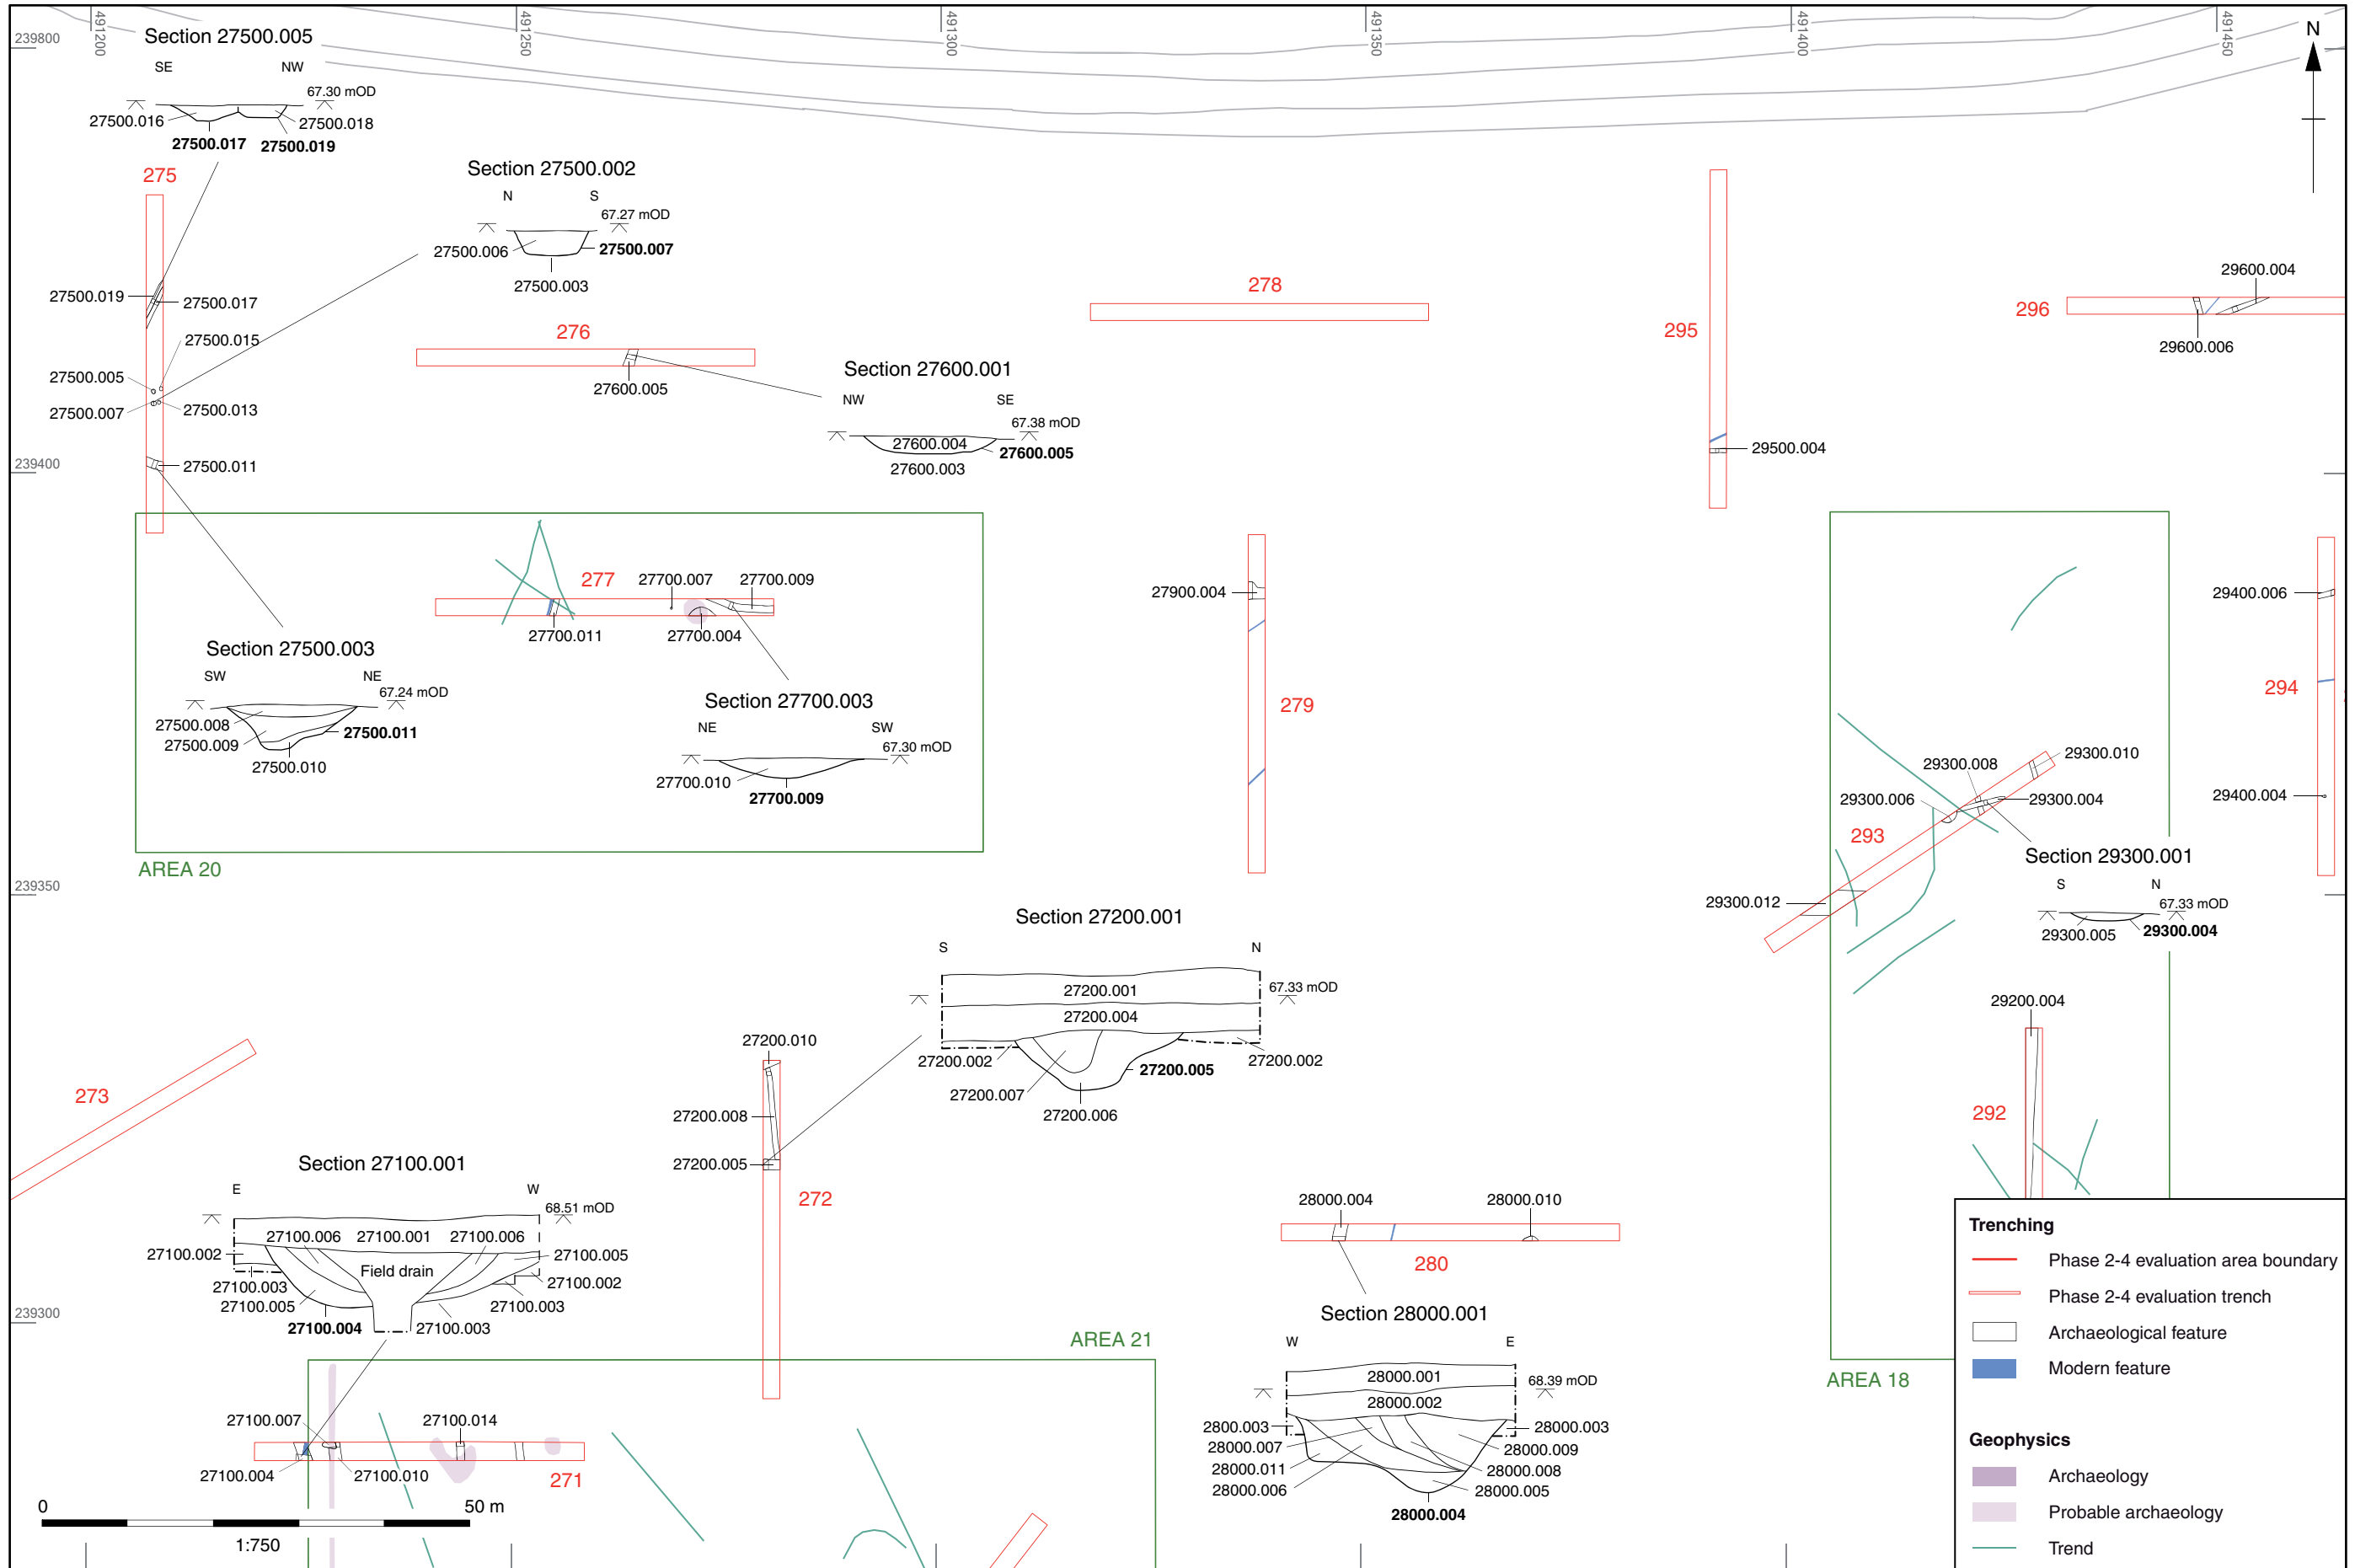 491200
491250
491300
491350
491400
491450
239800
N
Section 27500.005
SE NW
67.30 mOD
27500.016
27500.018
27500.017 27500.019
275
Section 27500.002
N S
67.27 mOD
27500.006
27500.007
27500.003
27500.019
27500.017
27500.015
27500.005
27500.007
27500.013
27500.011
276
27600.005
278
Section 27600.001
NW SE
67.38 mOD
27600.004
27600.005
27600.003
295
29500.004
296
29600.004
29600.006
239400
277
27700.007
27700.009
27700.011
27700.004
Section 27500.003
SW NE
67.24 mOD
27500.008
27500.009
27500.011
27500.010
Section 27700.003
NE SW
67.30 mOD
27700.010
27700.009
AREA 20
27900.004
279
29400.006
294
29400.004
29300.008
29300.010
29300.006
29300.004
293
29300.012
Section 29300.001
S N
67.33 mOD
29300.005
29300.004
239350
Section 27200.001
S N
67.33 mOD
27200.001
27200.004
27200.002
27200.002
27200.005
27200.007
27200.006
29200.004
292
273
27200.010
27200.008
27200.005
272
Section 27100.001
E W
68.51 mOD
27100.006 27100.001 27100.006
27100.002
27100.005
Field drain
27100.003
27100.002
27100.005
27100.003
27100.004
27100.003
239300
28000.004
28000.010
280
Section 28000.001
W E
28000.001
68.39 mOD
28000.002
2800.003
28000.003
28000.007
28000.009
28000.011
28000.008
28000.006
28000.005
28000.004
AREA 21
AREA 18
27100.007
27100.014
27100.004
27100.010
271
0 50 m
1:750
Trenching
Phase 2-4 evaluation area boundary
Phase 2-4 evaluation trench
Archaeological feature
Modern feature
Geophysics
Archaeology
Probable archaeology
Trend